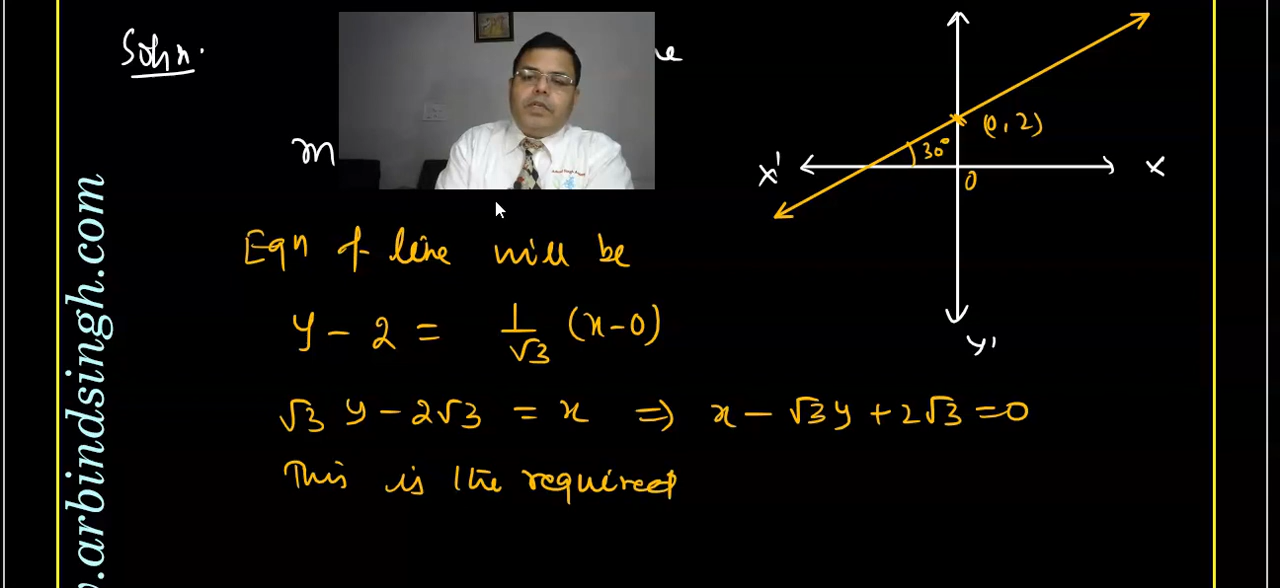 Soln.
m
Eqn of line will be
y - 2 = 1/√3 (x-0)
√3 y - 2√3 = x ⇒ x - √3y + 2√3 = 0
This is the required
(0, 2)
30°
X'
O
X
Y'
.arbindsingh.com